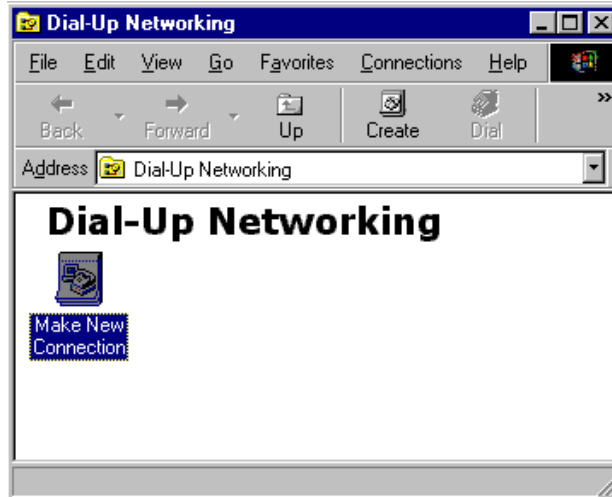 Dial-Up Networking
File Edit View Go Favorites Connections Help
Back Forward Up Create Dial »
Address Dial-Up Networking
Dial-Up Networking
Make New
Connection